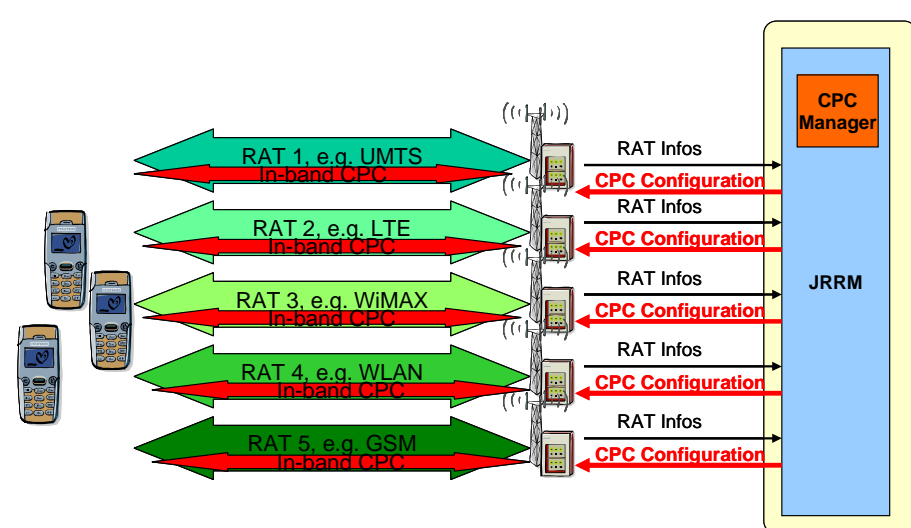 CPC
Manager
RAT 1, e.g. UMTS
In-band CPC
RAT Infos
CPC Configuration
RAT 2, e.g. LTE
In-band CPC
RAT Infos
CPC Configuration
RAT 3, e.g. WiMAX
In-band CPC
RAT Infos
CPC Configuration
JRRM
RAT 4, e.g. WLAN
In-band CPC
RAT Infos
CPC Configuration
RAT 5, e.g. GSM
In-band CPC
RAT Infos
CPC Configuration